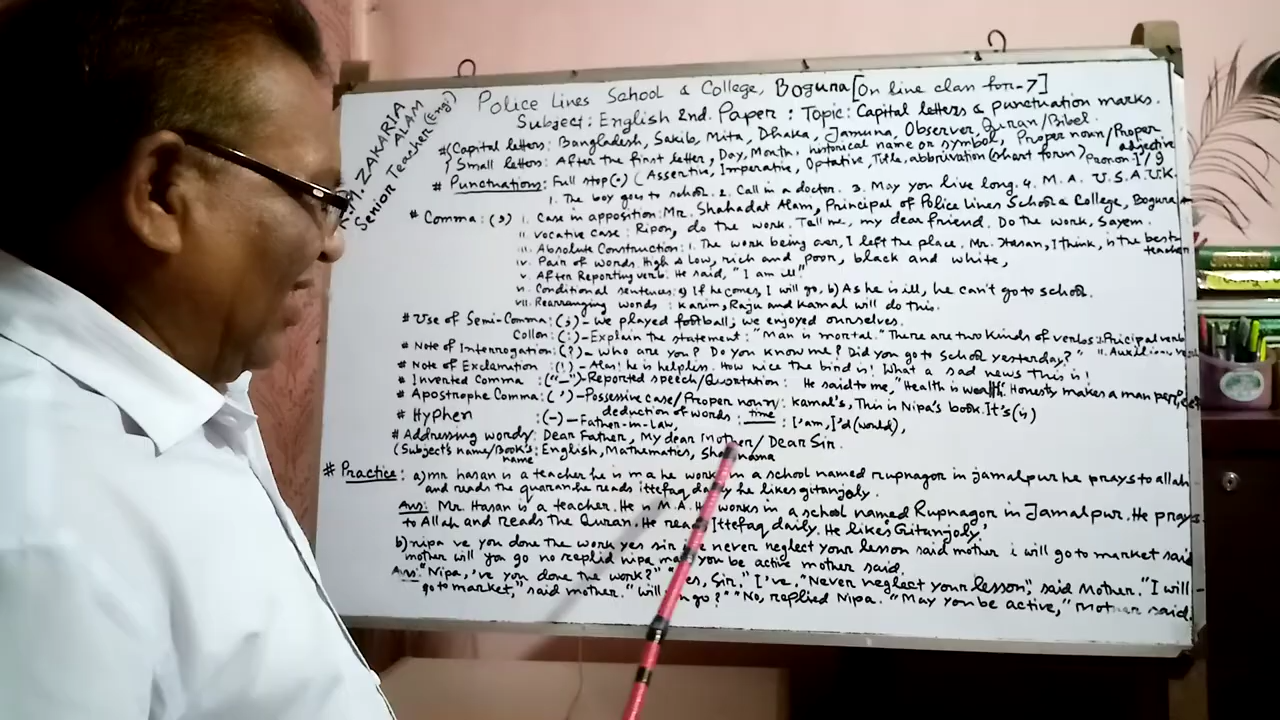 ZAKARIA
ALAM
Senior Teacher (Eng)
Police Lines School & College, Bogura [On line class for-7]
Subject: English 2nd Paper : Topic: Capital letters & punctuation marks.
# (Capital letters: Bangladesh, Sakib, Mita, Dhaka, Jamuna, Observer, Quran/Bibel.
Small letters: After the first letter, Day, Month, historical name or symbol, Proper noun/Proper adjective
# Punctuations: Full stop (.) (Assertive, Imperative, Optative, Title, abbrivation (short form) Pronon I/9
1. The boy goes to school. 2. Call in a doctor. 3. May you live long. 4. M.A. U.S.A. U.K.
# Comma: (,) i. Case in apposition: Mr. Shahadat Alam, Principal of Police Lines School & College, Bogura
ii. Vocative Case: Ripon, do the work. Tell me, my dear friend. Do the work, Sayem.
iii. Absolute Construction: 1. The work being over, I left the place. Mr. Hasan, I think, is the best teacher
iv. Pair of words. High & low, rich and poor, black and white,
v. After Reporting verb: He said, "I am ill"
vi. Conditional sentences: a) If he comes, I will go, b) As he is ill, he can't go to school.
vii. Rearranging words : Karim, Raju and Kamal will do this.
# Use of Semi-Comma: (;) - we played football; we enjoyed ourselves.
Collon: (:) - Explain the statement: "Man is mortal." There are two kinds of verbs: i. Pricipal verb
ii. Auxiliary verb
# Note of Interrogation: (?) - Who are you? Do you know me? Did you go to school yesterday?"
# Note of Exclamation : (!) - Alas! he is helpless. How nice the bird is! What a sad news this is!
# Inverted Comma : ("—") - Reported speech/Quotation : He said to me, "Health is wealth". Honesty makes a man perfect
# Apostrophe Comma: (') - Possessive case/Proper noun : Kamal's, This is Nipa's book. It's (is)
deduction of words : time : I'am, I'd (would),
# Hyphen : (-) - Father-in-Law,
# Addressing words: Dear Father, My dear Mother/ Dear Sir.
(Subject's name/Book's name : English, Mathematics, nama
# Practice : a) mr hasan is a teacher he is m a he works in a school named rupnagor in jamalpur he prays to allah
and reads the quaran he reads ittefaq daily he likes gitanjoly.
Ans: Mr. Hasan is a teacher. He M.A. He works in a school named Rupnagor in Jamalpur. He prays
to Allah and reads the Quran. He reads Ittefaq daily. He likes 'Gitanjoly.'
b) nipa ve you done the work yes sir ve never neglect your lesson said mother i will go to market said
mother will you go no replid nipa may you be active mother said.
Ans: "Nipa, 've you done the work?" "Yes, Sir," I've, "Never neglect your lesson," said Mother. "I will
go to market," said mother. "Will go?" "No, replied Nipa. "May you be active," Mother said.